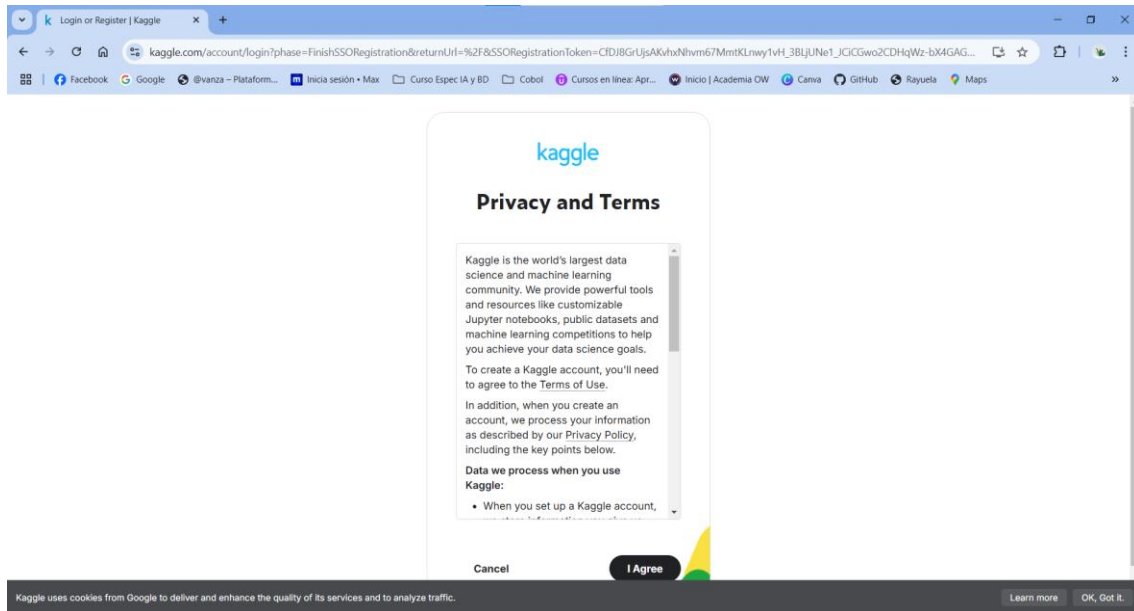 Login or Register | Kaggle
kaggle.com/account/login?phase=FinishSSORegistration&returnUrl=%2F&SSORegistrationToken=CfDJ8GrUjsAKvhxNhvm67MmtKLnwy1vH_3BLjUNe1_JCiCGwo2CDHqWz-bX4GAG...
Facebook Google @vanza – Plataform... Inicia sesión • Max Curso Espec IA y BD Cobol Cursos en línea: Apr... Inicio | Academia OW Canva GitHub Rayuela Maps
kaggle
Privacy and Terms
Kaggle is the world's largest data
science and machine learning
community. We provide powerful tools
and resources like customizable
Jupyter notebooks, public datasets and
machine learning competitions to help
you achieve your data science goals.
To create a Kaggle account, you'll need
to agree to the Terms of Use.
In addition, when you create an
account, we process your information
as described by our Privacy Policy,
including the key points below.
Data we process when you use
Kaggle:
• When you set up a Kaggle account,
Cancel I Agree
Kaggle uses cookies from Google to deliver and enhance the quality of its services and to analyze traffic. Learn more OK, Got it.